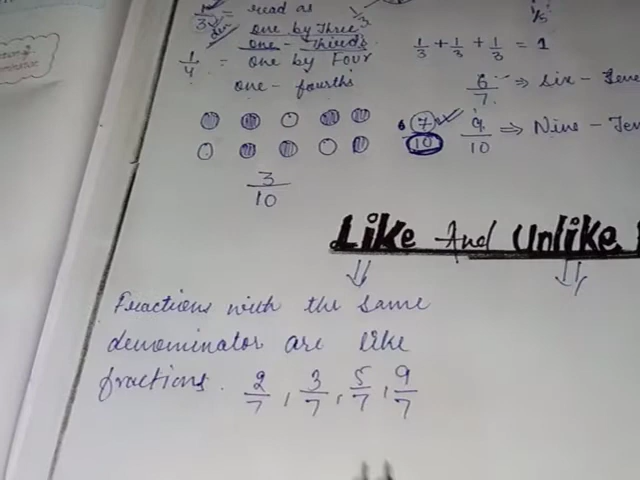 1/3 = read as
one by Three
one - Thirds
1/4 = one by Four
one - fourths
1/3 + 1/3 + 1/3 = 1
6/7 ⇒ six -
7/10
9/10 ⇒ Nine -
3/10
Like And Unlike
Fractions with the same
denominator are like
fractions. 2/7, 3/7, 5/7, 9/7